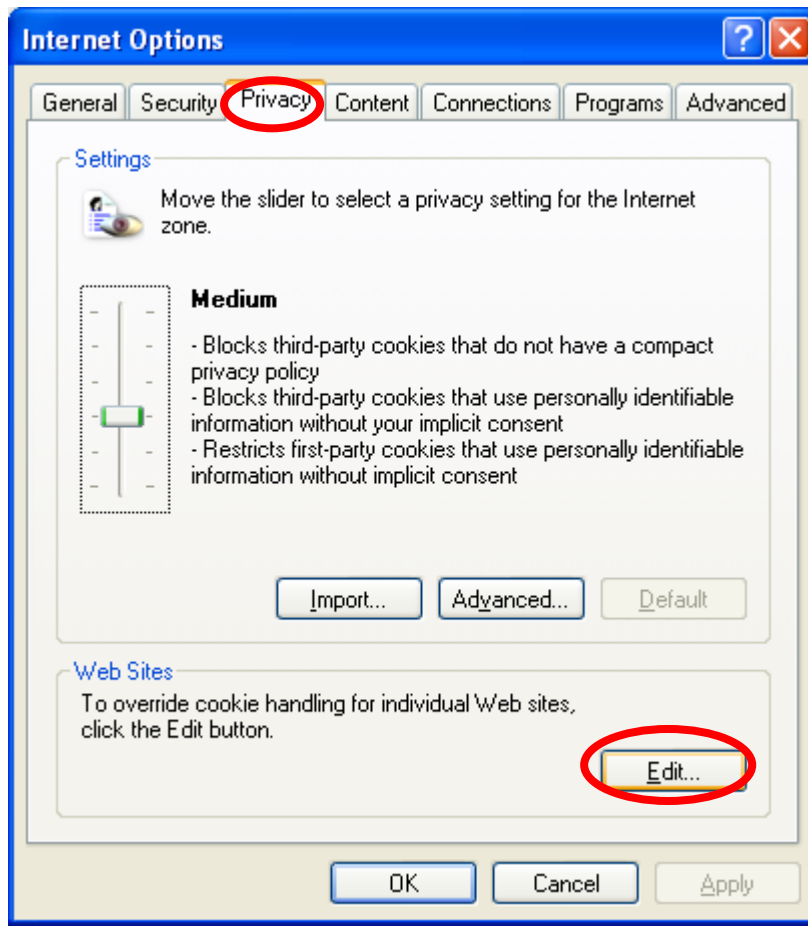 Internet Options
General Security Privacy Content Connections Programs Advanced
Settings
Move the slider to select a privacy setting for the Internet
zone.
Medium
- Blocks third-party cookies that do not have a compact
privacy policy
- Blocks third-party cookies that use personally identifiable
information without your implicit consent
- Restricts first-party cookies that use personally identifiable
information without implicit consent
Import... Advanced... Default
Web Sites
To override cookie handling for individual Web sites,
click the Edit button.
Edit...
OK Cancel Apply